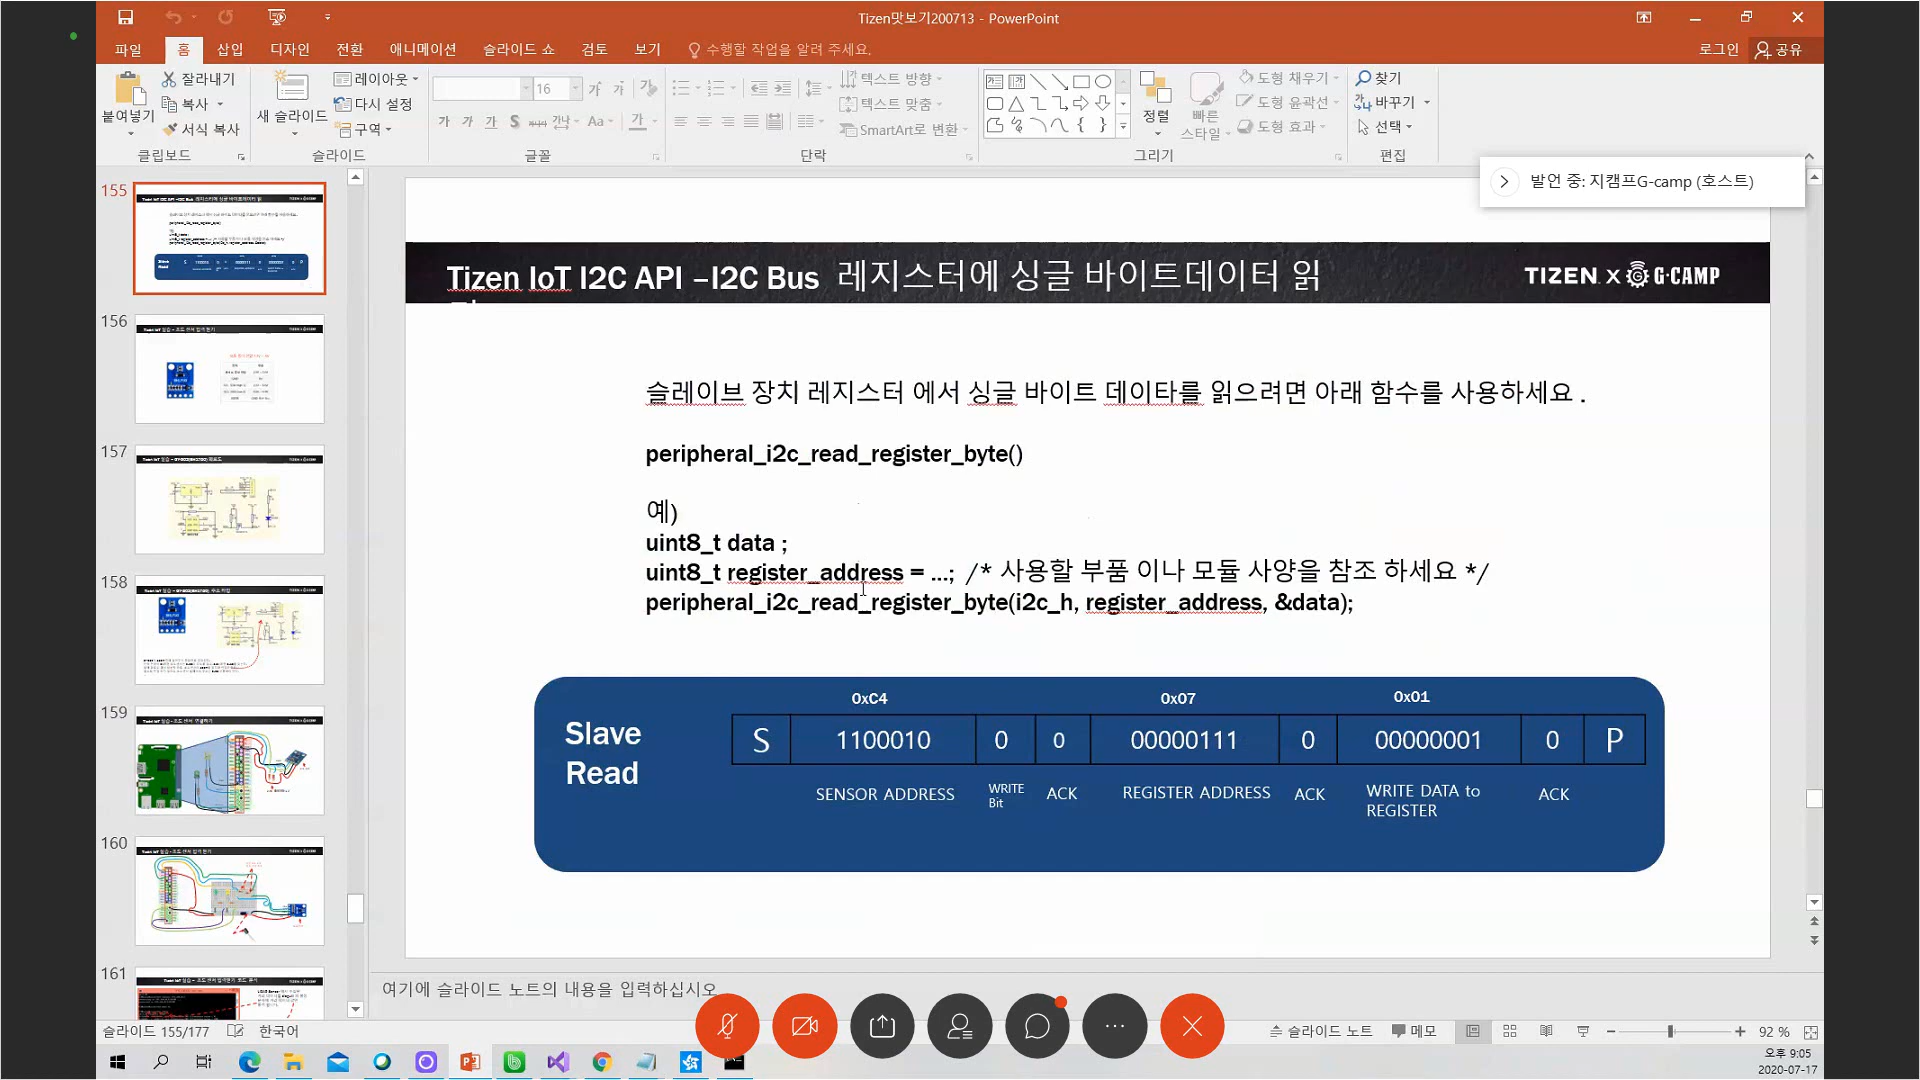 Tizen맛보기200713 - PowerPoint
파일
홈
삽입
디자인
전환
애니메이션
슬라이드 쇼
검토
보기
수행할 작업을 알려 주세요.
로그인
공유
붙여넣기
잘라내기
복사
서식 복사
클립보드
새 슬라이드
레이아웃
다시 설정
구역
슬라이드
16
가
가
가
S
Aa
가
글꼴
텍스트 방향
텍스트 맞춤
SmartArt로 변환
단락
정렬
빠른
스타일
도형 채우기
도형 윤곽선
도형 효과
그리기
찾기
바꾸기
선택
편집
발언 중: 지캠프G-camp (호스트)
155
156
157
158
159
160
161
Tizen IoT I2C API –I2C Bus 레지스터에 싱글 바이트데이터 읽
TIZEN X G·CAMP
슬레이브 장치 레지스터 에서 싱글 바이트 데이타를 읽으려면 아래 함수를 사용하세요 .
peripheral_i2c_read_register_byte()
예)
uint8_t data ;
uint8_t register_address = ...; /* 사용할 부품 이나 모듈 사양을 참조 하세요 */
peripheral_i2c_read_register_byte(i2c_h, register_address, &data);
Slave
Read
0xC4
0x07
0x01
S 1100010 0 0 00000111 0 00000001 0 P
SENSOR ADDRESS
WRITE
Bit
ACK
REGISTER ADDRESS
ACK
WRITE DATA to
REGISTER
ACK
여기에 슬라이드 노트의 내용을 입력하십시오
슬라이드 155/177
한국어
슬라이드 노트
메모
92 %
오후 9:05
2020-07-17